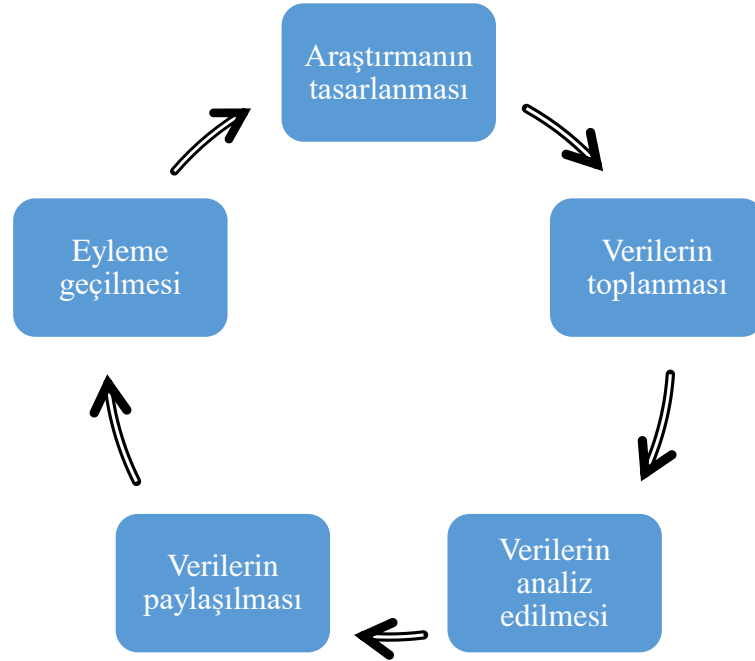 Araştırmanın
tasarlanması
Verilerin
toplanması
Verilerin
analiz
edilmesi
Verilerin
paylaşılması
Eyleme
geçilmesi